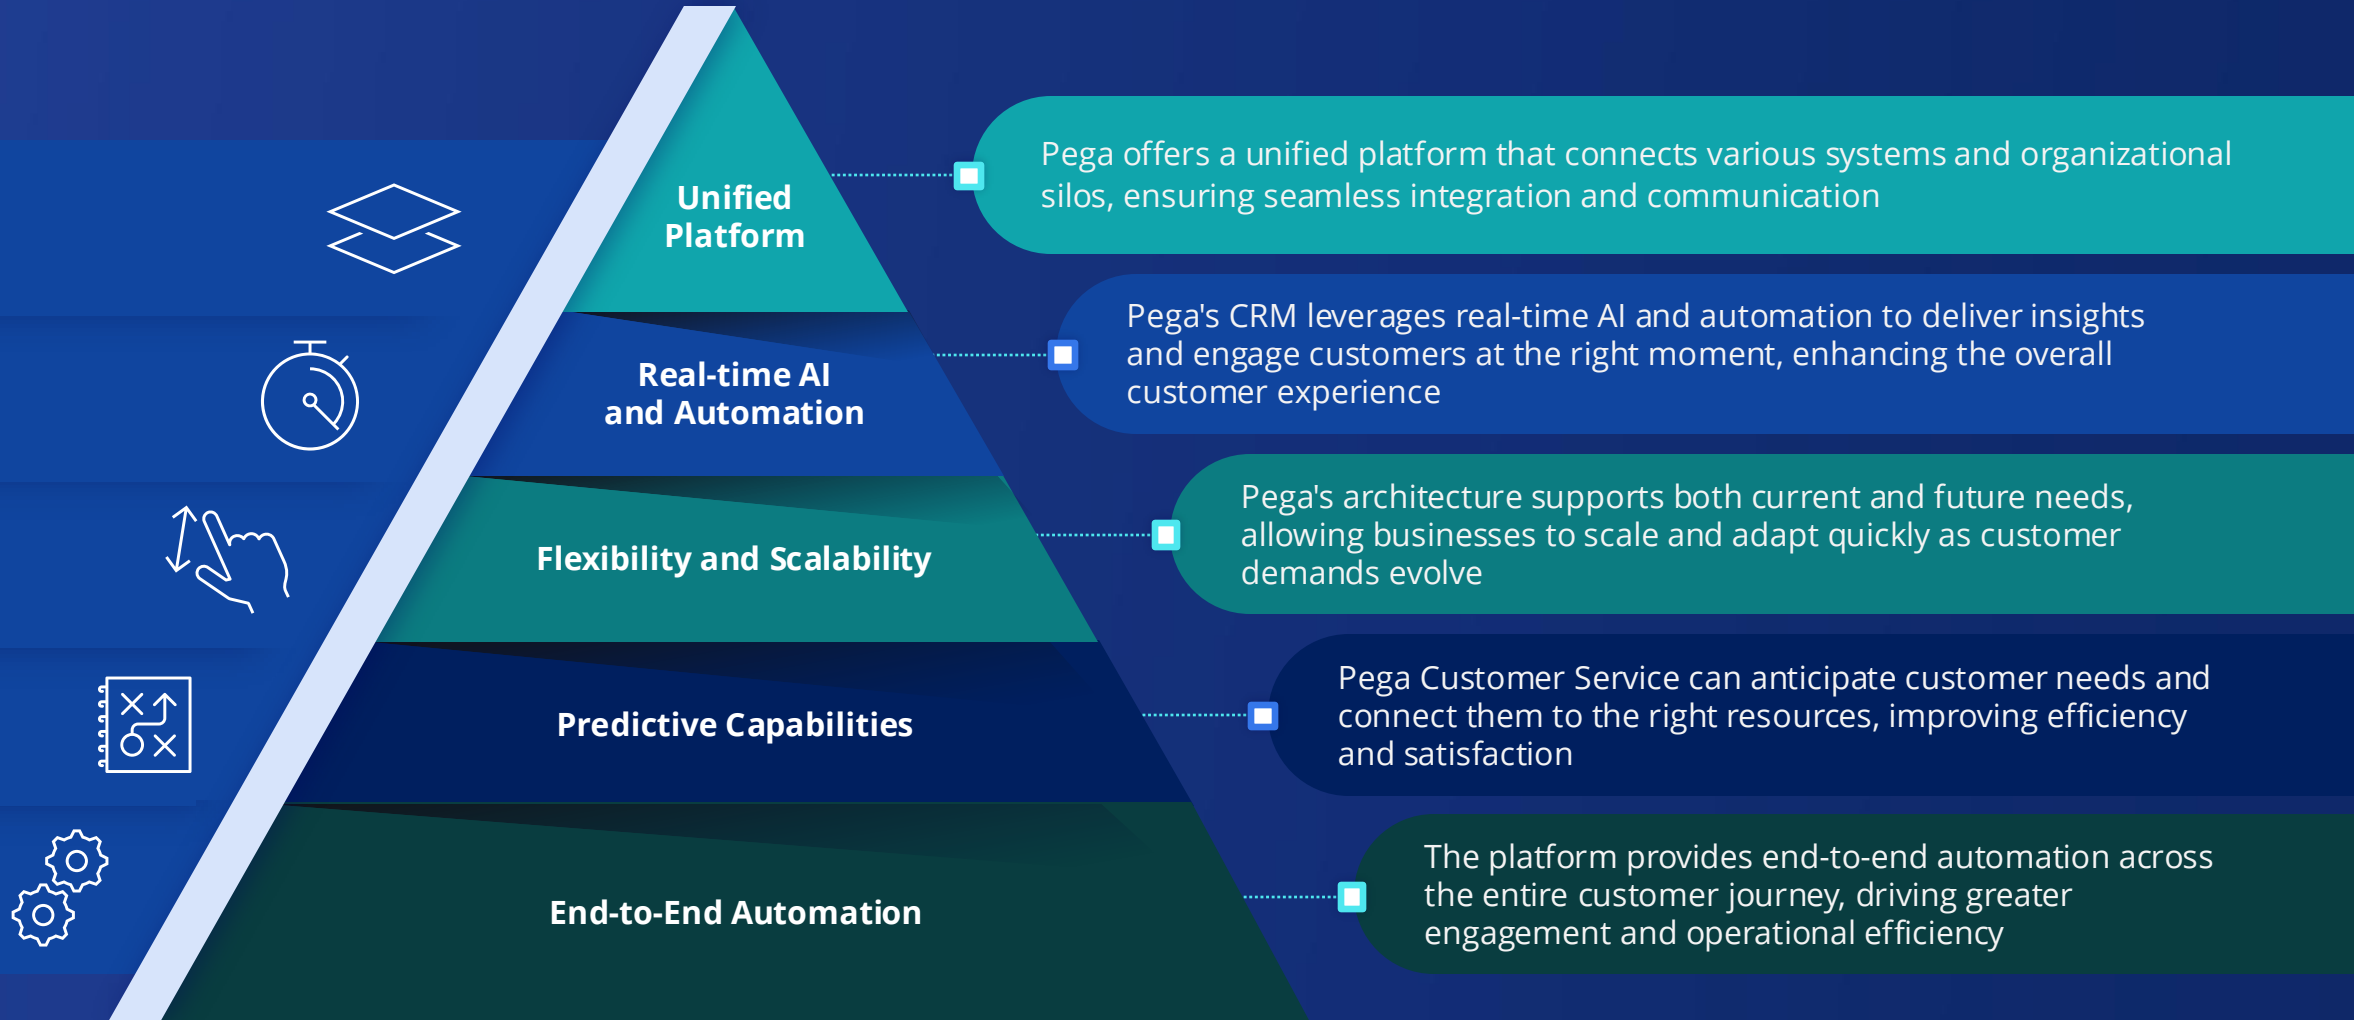 Unified
Platform
Pega offers a unified platform that connects various systems and organizational
silos, ensuring seamless integration and communication
Real-time AI
and Automation
Pega's CRM leverages real-time AI and automation to deliver insights
and engage customers at the right moment, enhancing the overall
customer experience
Flexibility and Scalability
Pega's architecture supports both current and future needs,
allowing businesses to scale and adapt quickly as customer
demands evolve
Predictive Capabilities
Pega Customer Service can anticipate customer needs and
connect them to the right resources, improving efficiency
and satisfaction
End-to-End Automation
The platform provides end-to-end automation across
the entire customer journey, driving greater
engagement and operational efficiency